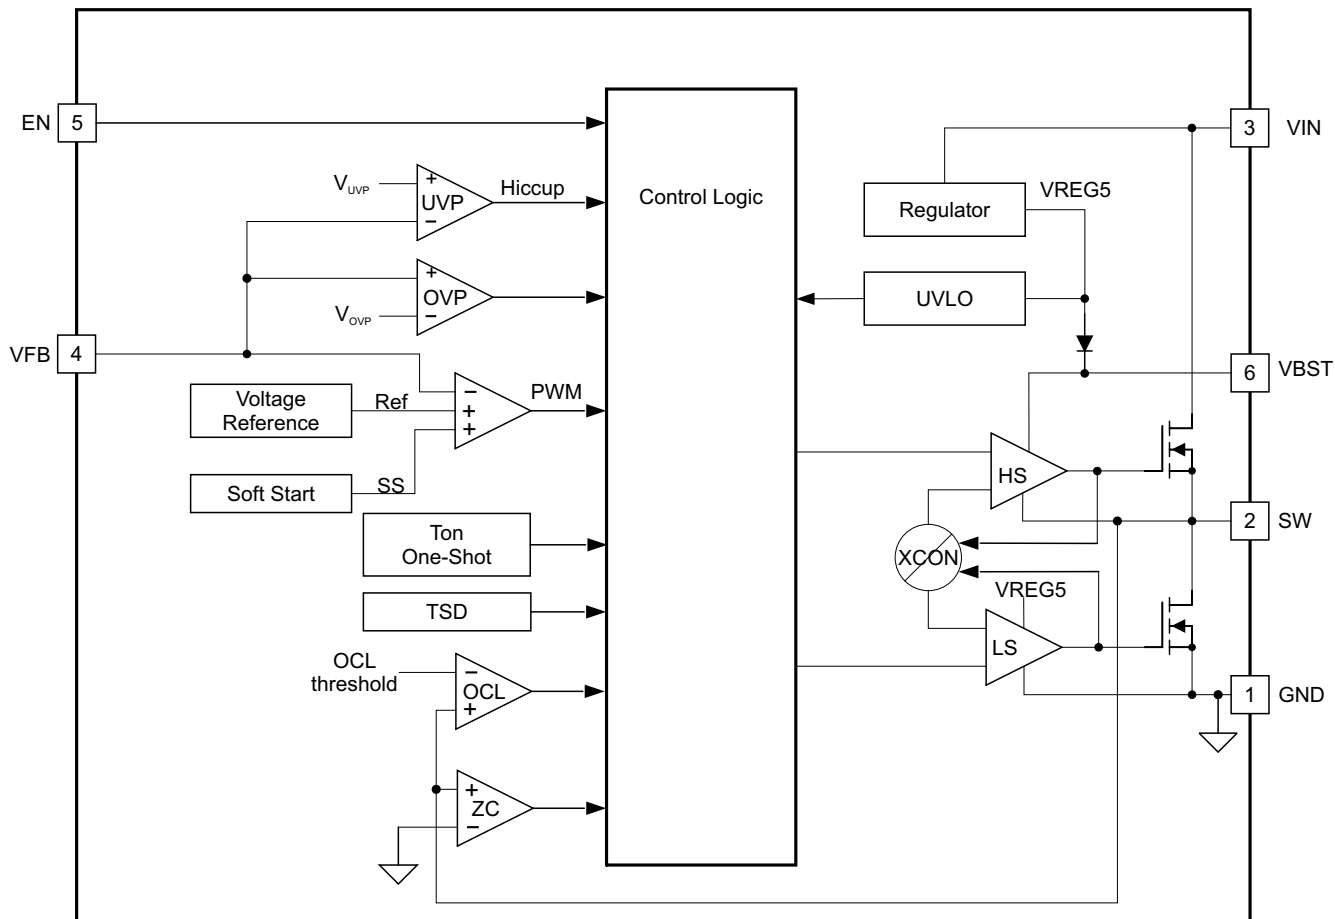 EN
5
3
VIN
V_UVP
+
UVP
−
Hiccup
Control Logic
Regulator
VREG5
+
OVP
−
V_OVP
UVLO
VFB
4
6
VBST
Voltage
Reference
Ref
−
+
+
PWM
Soft Start
SS
HS
2
SW
Ton
One-Shot
XCON
TSD
VREG5
LS
OCL
threshold
−
OCL
+
1
GND
+
ZC
−